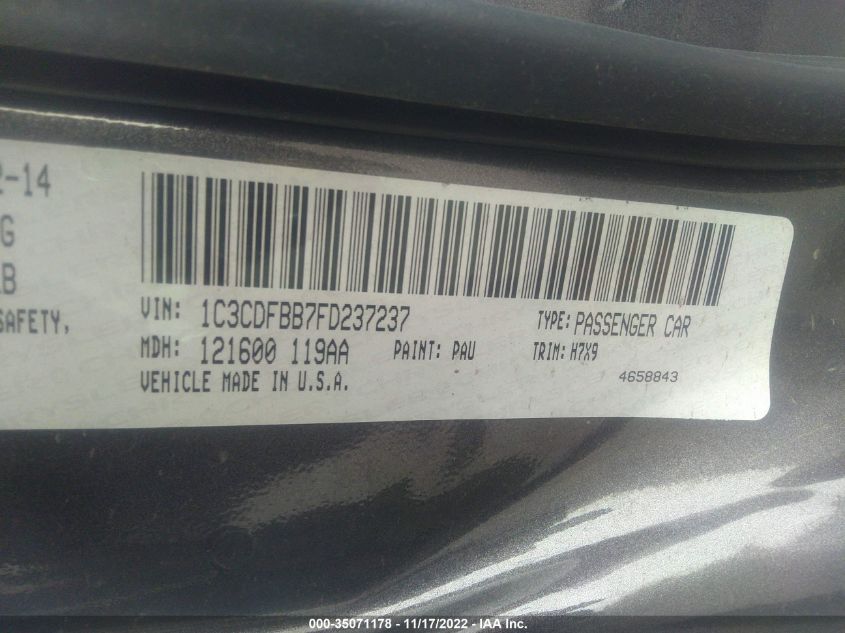 2-14
G
LB
SAFETY,
VIN: 1C3CDFBB7FD237237 TYPE: PASSENGER CAR
MDH: 121600 119AA PAINT: PAU TRIM: H7X9
VEHICLE MADE IN U.S.A. 4658843
000-35071178 - 11/17/2022 - IAA Inc.